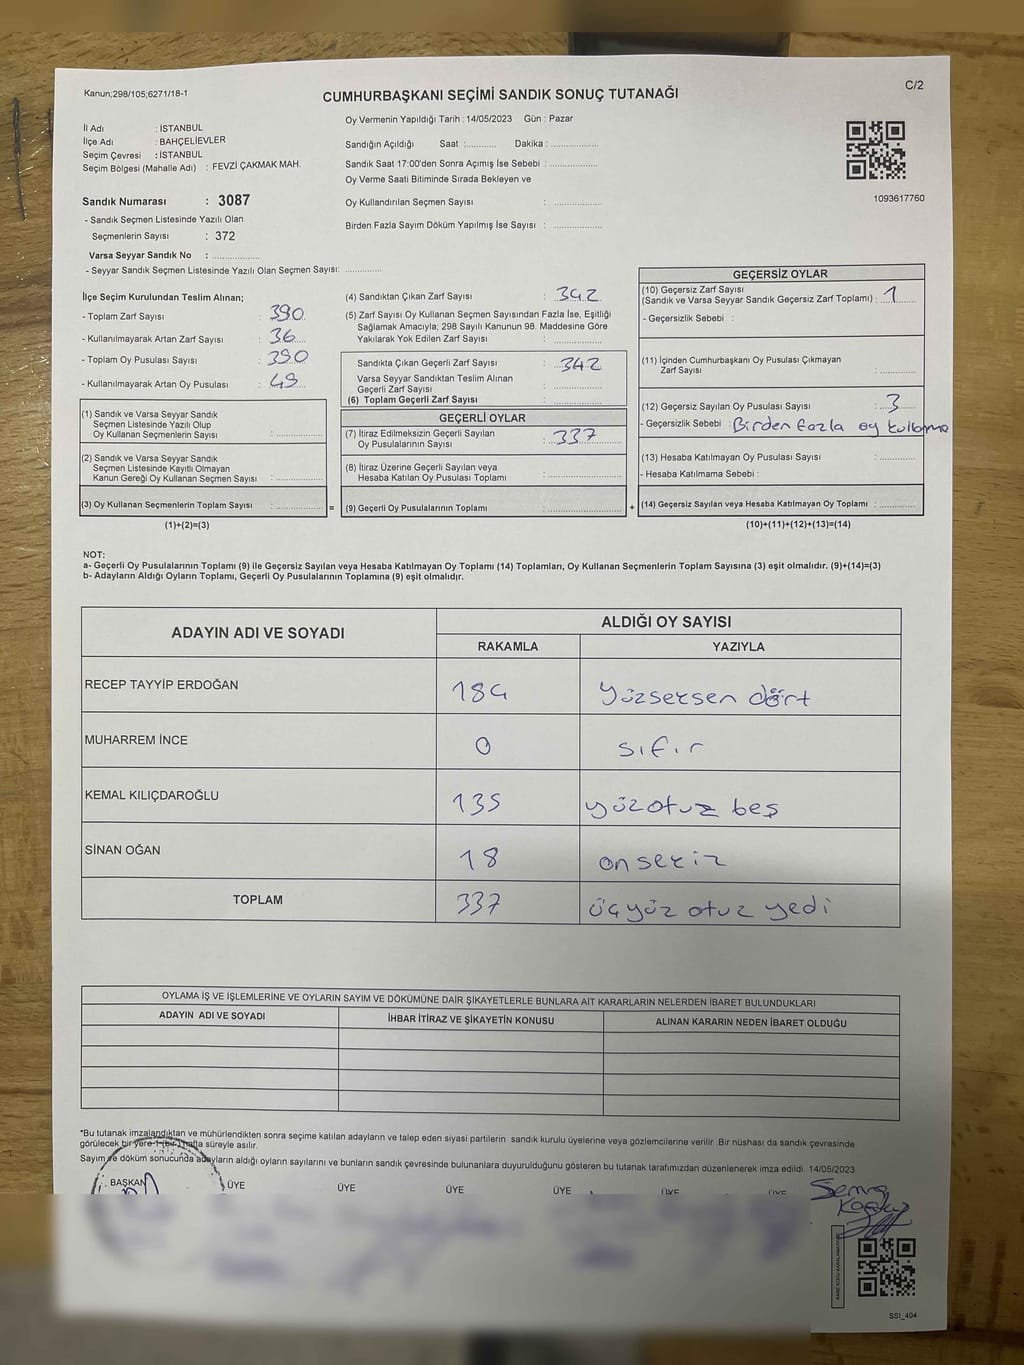 Kanun;298/105;6271/18-1
C/2
CUMHURBAŞKANI SEÇİMİ SANDIK SONUÇ TUTANAĞI
İl Adı : İSTANBUL
İlçe Adı : BAHÇELİEVLER
Seçim Çevresi : İSTANBUL
Seçim Bölgesi (Mahalle Adı) : FEVZİ ÇAKMAK MAH.
Sandık Numarası : 3087
- Sandık Seçmen Listesinde Yazılı Olan
Seçmenlerin Sayısı : 372
Varsa Seyyar Sandık No : ................
- Seyyar Sandık Seçmen Listesinde Yazılı Olan Seçmen Sayısı: ............
Oy Vermenin Yapıldığı Tarih : 14/05/2023 Gün : Pazar
Sandığın Açıldığı Saat :.......... Dakika : ................
Sandık Saat 17:00'den Sonra Açımış İse Sebebi : ................
Oy Verme Saati Bitiminde Sırada Bekleyen ve
Oy Kullandırılan Seçmen Sayısı : ................
Birden Fazla Sayım Döküm Yapılmış İse Sayısı : ................
1093617760
İlçe Seçim Kurulundan Teslim Alınan;
- Toplam Zarf Sayısı : 390
- Kullanılmayarak Artan Zarf Sayısı : 36
- Toplam Oy Pusulası Sayısı : 390
- Kullanılmayarak Artan Oy Pusulası : 49
(1) Sandık ve Varsa Seyyar Sandık
Seçmen Listesinde Yazılı Olup
Oy Kullanan Seçmenlerin Sayısı : ................
(2) Sandık ve Varsa Seyyar Sandık
Seçmen Listesinde Kayıtlı Olmayan
Kanun Gereği Oy Kullanan Seçmen Sayısı : ................
(3) Oy Kullanan Seçmenlerin Toplam Sayısı : ................ =
(1)+(2)=(3)
(4) Sandıktan Çıkan Zarf Sayısı : 342
(5) Zarf Sayısı Oy Kullanan Seçmen Sayısından Fazla İse, Eşitliği
Sağlamak Amacıyla; 298 Sayılı Kanunun 98. Maddesine Göre
Yakılarak Yok Edilen Zarf Sayısı : ................
Sandıkta Çıkan Geçerli Zarf Sayısı : 342
Varsa Seyyar Sandıktan Teslim Alınan
Geçerli Zarf Sayısı : ................
(6) Toplam Geçerli Zarf Sayısı : ................
GEÇERLİ OYLAR
(7) İtiraz Edilmeksizin Geçerli Sayılan
Oy Pusulalarının Sayısı : 337
(8) İtiraz Üzerine Geçerli Sayılan veya
Hesaba Katılan Oy Pusulası Toplamı : ................
(9) Geçerli Oy Pusulalarının Toplamı : ................ +
GEÇERSİZ OYLAR
(10) Geçersiz Zarf Sayısı
(Sandık ve Varsa Seyyar Sandık Geçersiz Zarf Toplamı) : 1
- Geçersizlik Sebebi :
(11) İçinden Cumhurbaşkanı Oy Pusulası Çıkmayan
Zarf Sayısı : ..........
(12) Geçersiz Sayılan Oy Pusulası Sayısı : 3
- Geçersizlik Sebebi : Birden fazla oy kullanma
(13) Hesaba Katılmayan Oy Pusulası Sayısı : ..........
- Hesaba Katılmama Sebebi :
(14) Geçersiz Sayılan veya Hesaba Katılmayan Oy Toplamı : ..........
(10)+(11)+(12)+(13)=(14)
NOT:
a- Geçerli Oy Pusulalarının Toplamı (9) ile Geçersiz Sayılan veya Hesaba Katılmayan Oy Toplamı (14) Toplamları, Oy Kullanan Seçmenlerin Toplam Sayısına (3) eşit olmalıdır. (9)+(14)=(3)
b- Adayların Aldığı Oyların Toplamı, Geçerli Oy Pusulalarının Toplamına (9) eşit olmalıdır.
ADAYIN ADI VE SOYADI
ALDIĞI OY SAYISI
RAKAMLA YAZIYLA
RECEP TAYYİP ERDOĞAN 184 yüzseksen dört
MUHARREM İNCE 0 sıfır
KEMAL KILIÇDAROĞLU 135 yüzotuz beş
SİNAN OĞAN 18 onsekiz
TOPLAM 337 üçyüz otuz yedi
OYLAMA İŞ VE İŞLEMLERİNE VE OYLARIN SAYIM VE DÖKÜMÜNE DAİR ŞİKAYETLERLE BUNLARA AİT KARARLARIN NELERDEN İBARET BULUNDUKLARI
ADAYIN ADI VE SOYADI İHBAR İTİRAZ VE ŞİKAYETİN KONUSU ALINAN KARARIN NEDEN İBARET OLDUĞU
*Bu tutanak imzalandıktan ve mühürlendikten sonra seçime katılan adayların ve talep eden siyasi partilerin sandık kurulu üyelerine veya gözlemcilerine verilir .Bir nüshası da sandık çevresinde
görülecek bir yere 1 (bir ) hafta süreyle asılır.
Sayım ve döküm sonucunda adayların aldığı oyların sayılarını ve bunların sandık çevresinde bulunanlara duyurulduğunu gösteren bu tutanak tarafımızdan düzenlenerek imza edildi. 14/05/2023
BAŞKAN ÜYE ÜYE ÜYE ÜYE ÜYE ÜYE
Semra
SSI_404